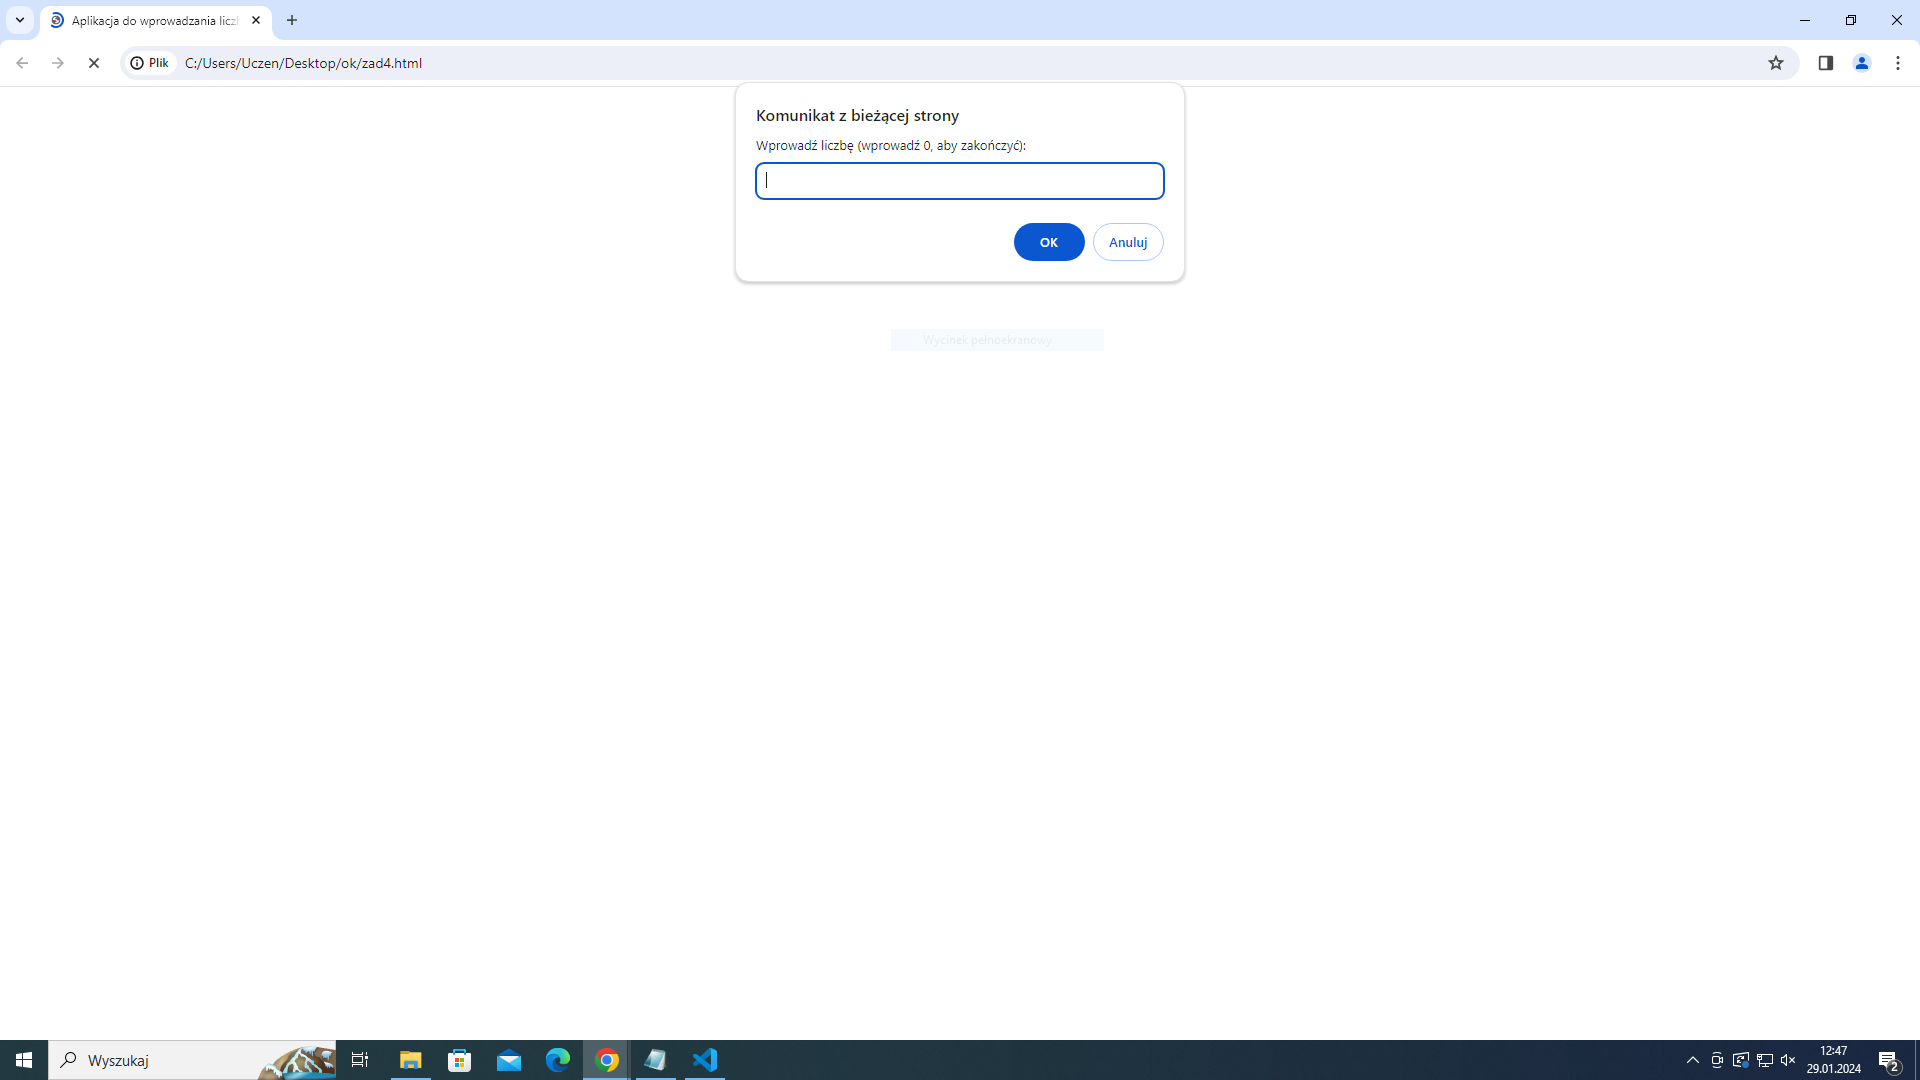 Aplikacja do wprowadzania licz
Plik
C:/Users/Uczen/Desktop/ok/zad4.html
Komunikat z bieżącej strony
Wprowadź liczbę (wprowadź 0, aby zakończyć):
OK
Anuluj
Wycinek pełnoekranowy
Wyszukaj
12:47
29.01.2024
2